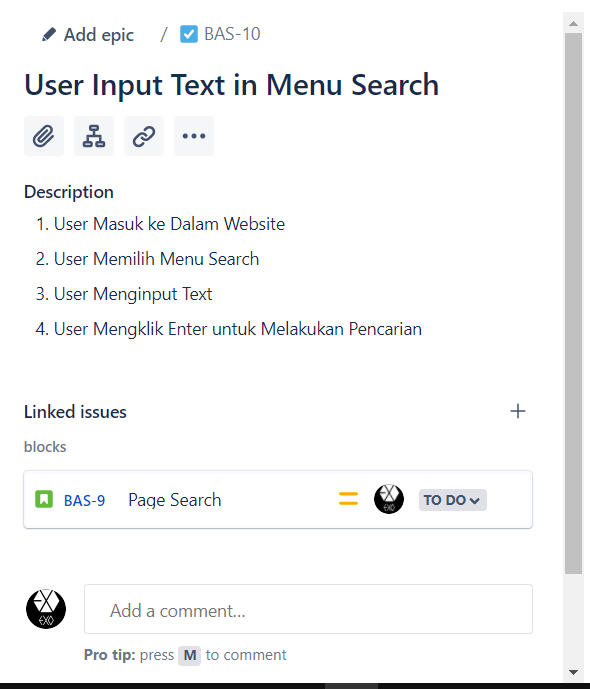 Add epic / BAS-10
User Input Text in Menu Search
Description
1. User Masuk ke Dalam Website
2. User Memilih Menu Search
3. User Menginput Text
4. User Mengklik Enter untuk Melakukan Pencarian
Linked issues
blocks
BAS-9 Page Search EXO TO DO
EXO Add a comment...
Pro tip: press M to comment